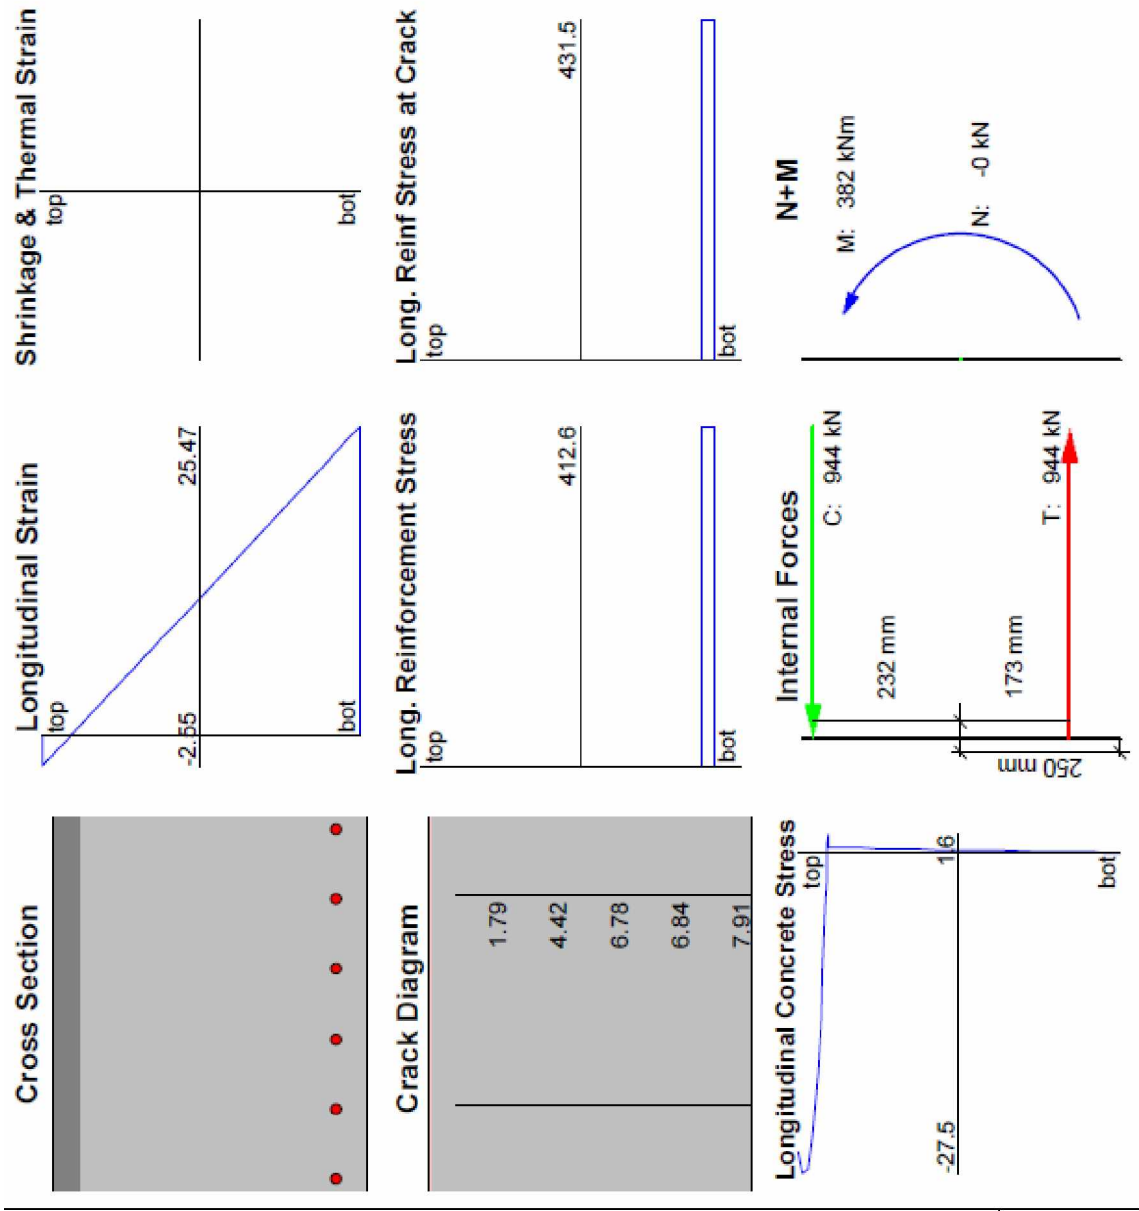 Cross Section
Longitudinal Strain
top
-2.55
25.47
bot
Shrinkage & Thermal Strain
top
bot
Crack Diagram
1.79
4.42
6.78
6.84
7.91
Long. Reinforcement Stress
top
412.6
bot
Long. Reinf Stress at Crack
top
431.5
bot
Longitudinal Concrete Stress
top
-27.5
1.6
bot
Internal Forces
C: 944 kN
232 mm
173 mm
250 mm
T: 944 kN
N+M
M: 382 kNm
N: -0 kN